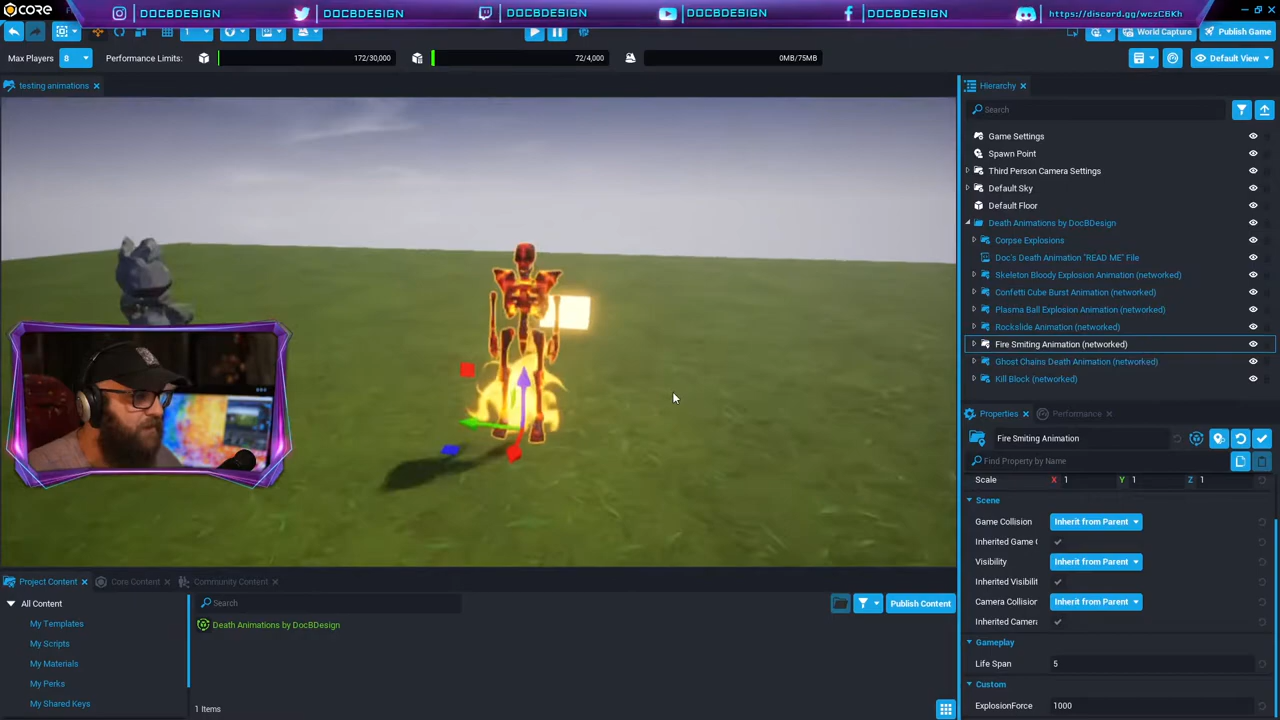 CORE
DOCBDESIGN
DOCBDESIGN
DOCBDESIGN
DOCBDESIGN
DOCBDESIGN
https://discord.gg/wczC6Kh
1
World Capture
Publish Game
Max Players
8
Performance Limits:
172/30,000
72/4,000
0MB/75MB
Default View
testing animations
Hierarchy
Search
Game Settings
Spawn Point
Third Person Camera Settings
Default Sky
Default Floor
Death Animations by DocBDesign
Corpse Explosions
Doc's Death Animation "READ ME" File
Skeleton Bloody Explosion Animation (networked)
Confetti Cube Burst Animation (networked)
Plasma Ball Explosion Animation (networked)
Rockslide Animation (networked)
Fire Smiting Animation (networked)
Ghost Chains Death Animation (networked)
Kill Block (networked)
Properties
Performance
Fire Smiting Animation
Find Property by Name
Scale
X 1
Y 1
Z 1
Scene
Game Collision
Inherit from Parent
Inherited Game C
Visibility
Inherit from Parent
Inherited Visibilit
Camera Collision
Inherit from Parent
Inherited Camera
Gameplay
Life Span
5
Custom
ExplosionForce
1000
Project Content
Core Content
Community Content
All Content
My Templates
My Scripts
My Materials
My Perks
My Shared Keys
Search
Publish Content
Death Animations by DocBDesign
1 Items